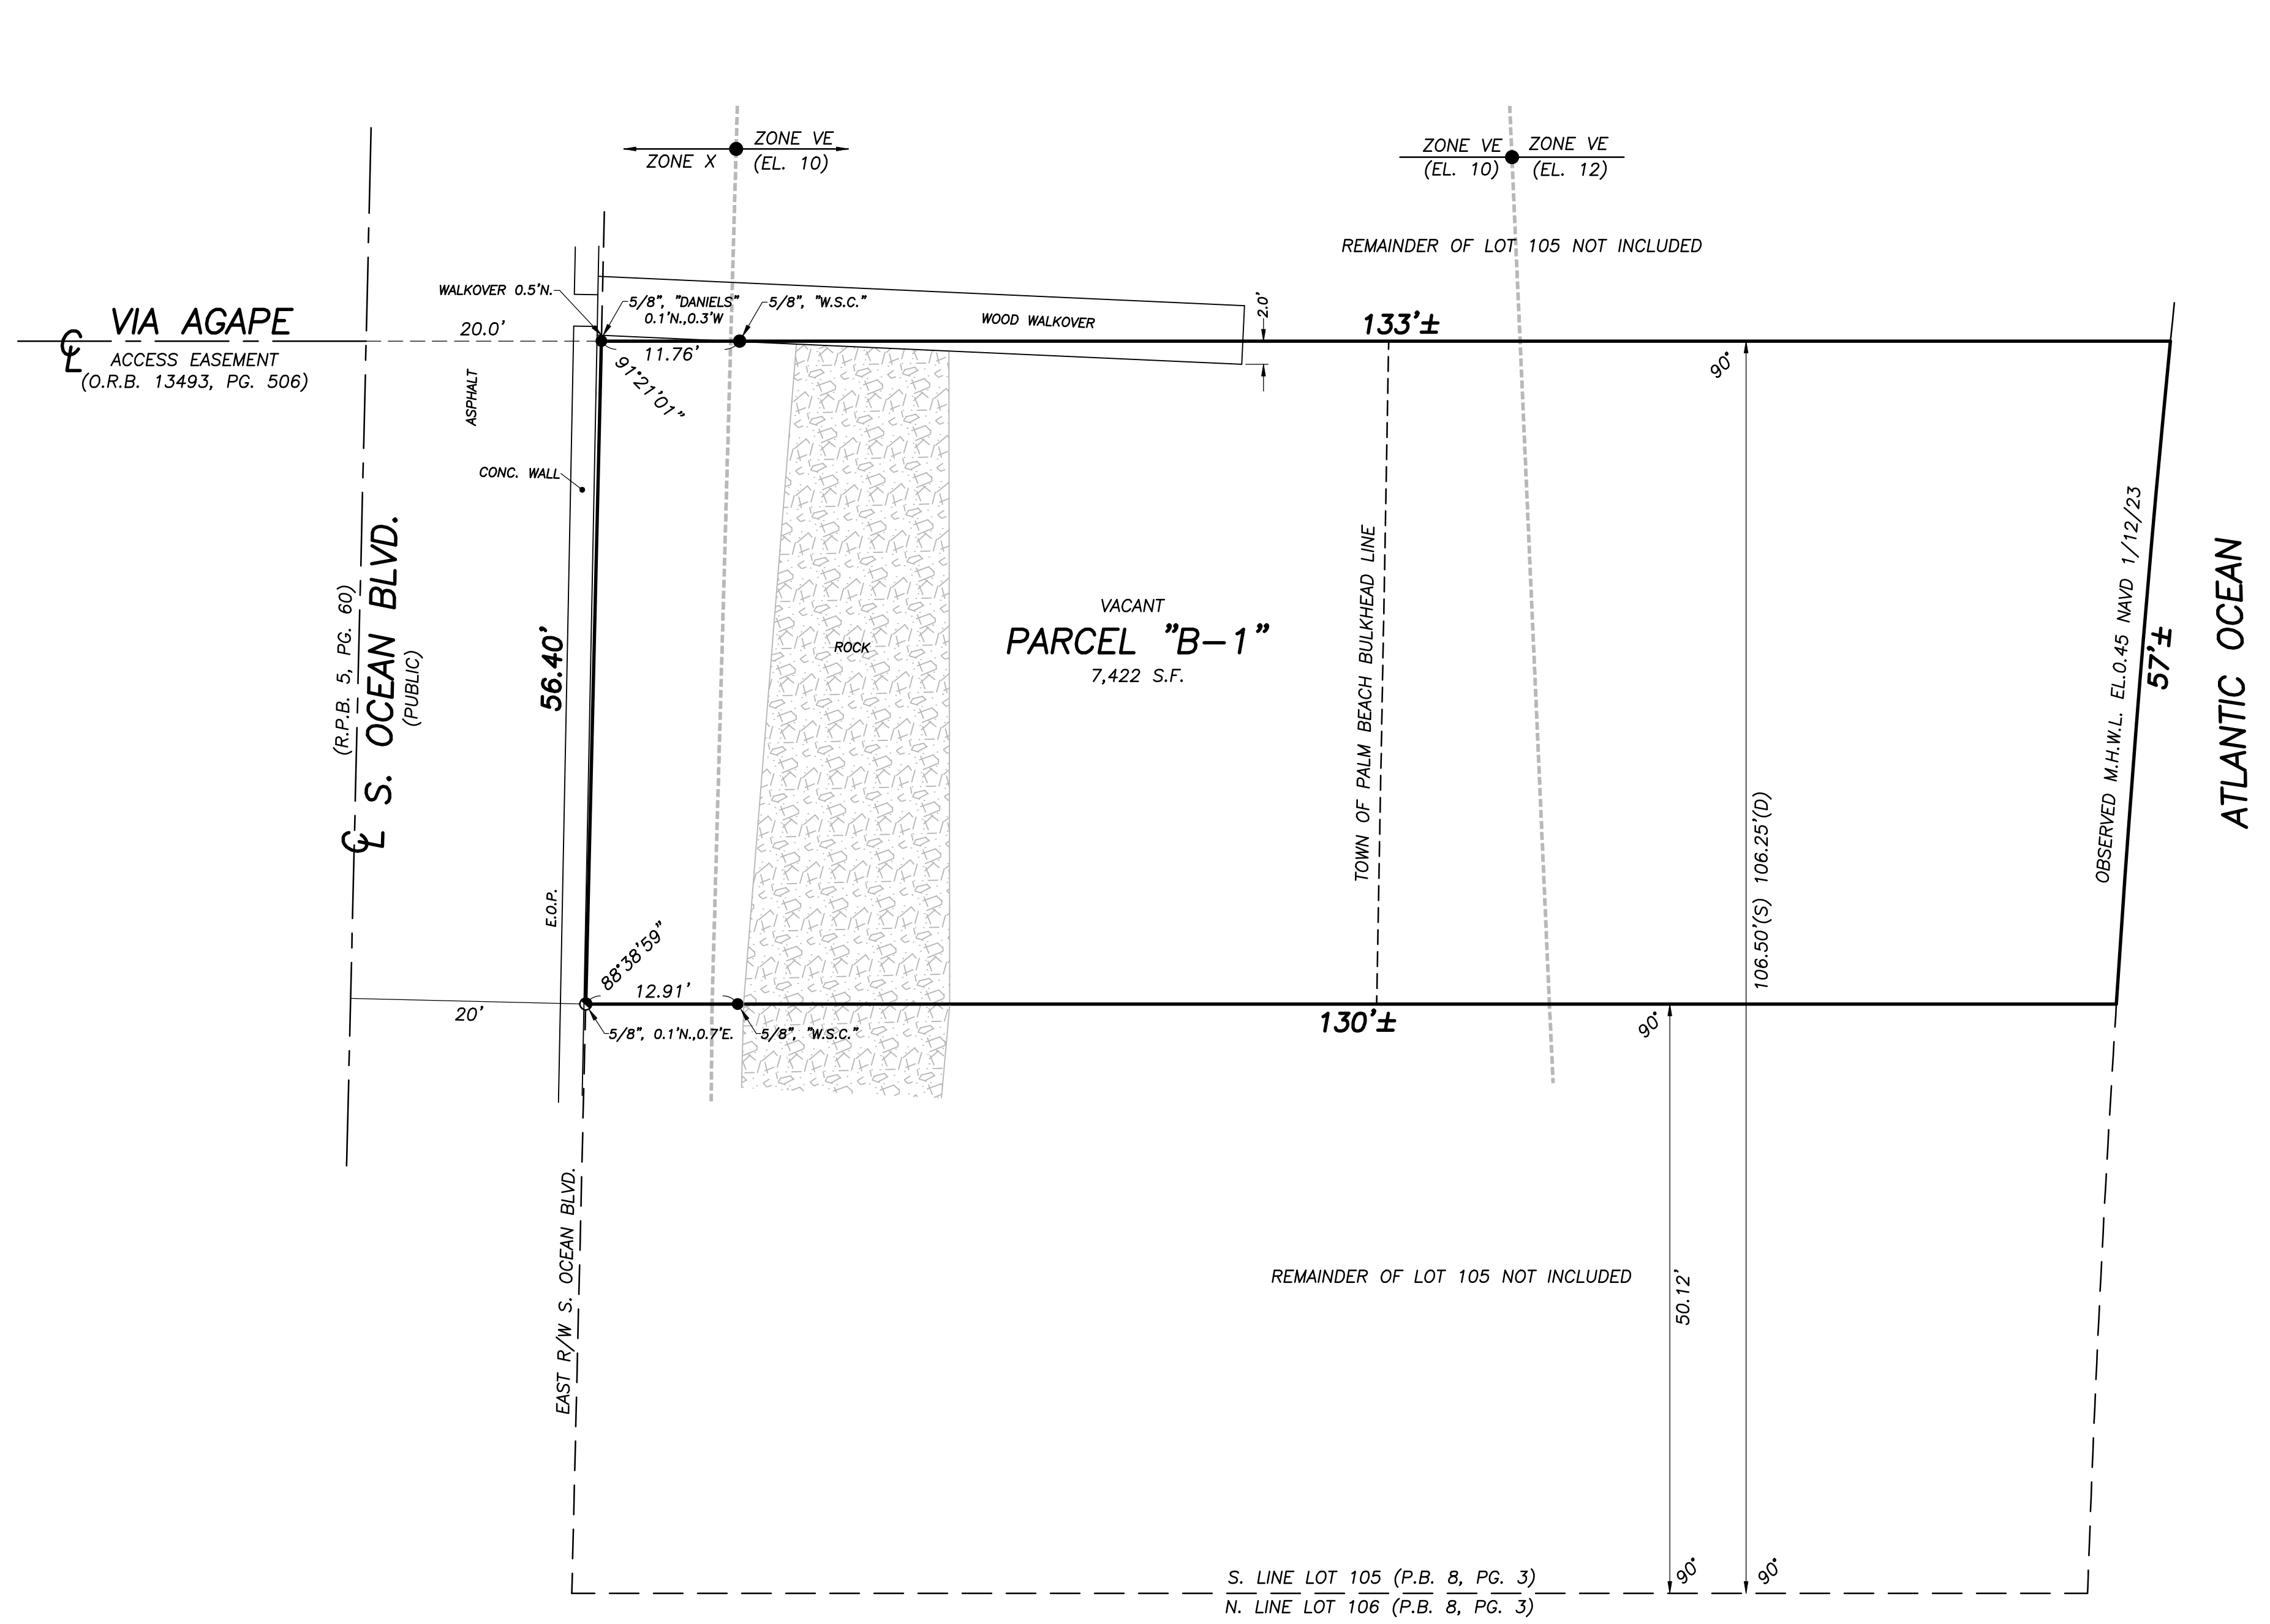 ZONE VE
ZONE X
(EL. 10)
ZONE VE
(EL. 10)
ZONE VE
(EL. 12)
REMAINDER OF LOT 105 NOT INCLUDED
WALKOVER 0.5'N.
5/8", "DANIELS"
0.1'N.,0.3'W
5/8", "W.S.C."
WOOD WALKOVER
2.0'
133'±
VIA AGAPE
ACCESS EASEMENT
(O.R.B. 13493, PG. 506)
20.0'
11.76'
91°21'01"
90°
ASPHALT
CONC. WALL
(R.P.B. 5, PG. 60)
S. OCEAN BLVD.
(PUBLIC)
56.40'
E.O.P.
ROCK
VACANT
PARCEL "B-1"
7,422 S.F.
TOWN OF PALM BEACH BULKHEAD LINE
106.50'(S) 106.25'(D)
OBSERVED M.H.W.L. EL.0.45 NAVD 1/12/23
57'±
ATLANTIC OCEAN
88°38'59"
12.91'
20'
5/8", 0.1'N.,0.7'E.
5/8", "W.S.C."
130'±
90°
EAST R/W S. OCEAN BLVD.
REMAINDER OF LOT 105 NOT INCLUDED
50.12'
90°
90°
S. LINE LOT 105 (P.B. 8, PG. 3)
N. LINE LOT 106 (P.B. 8, PG. 3)